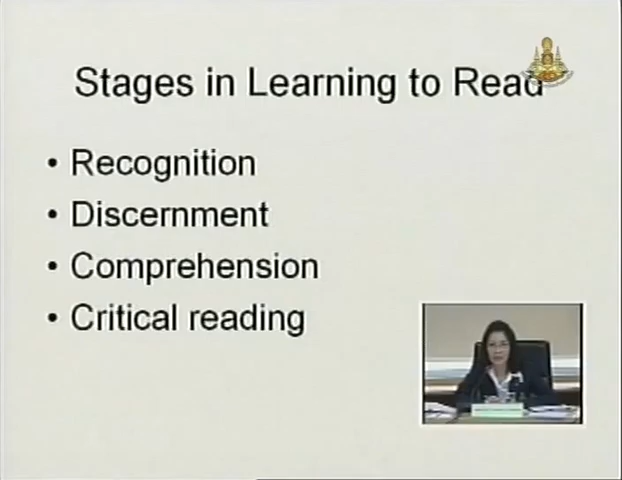 Stages in Learning to Read
• Recognition
• Discernment
• Comprehension
• Critical reading